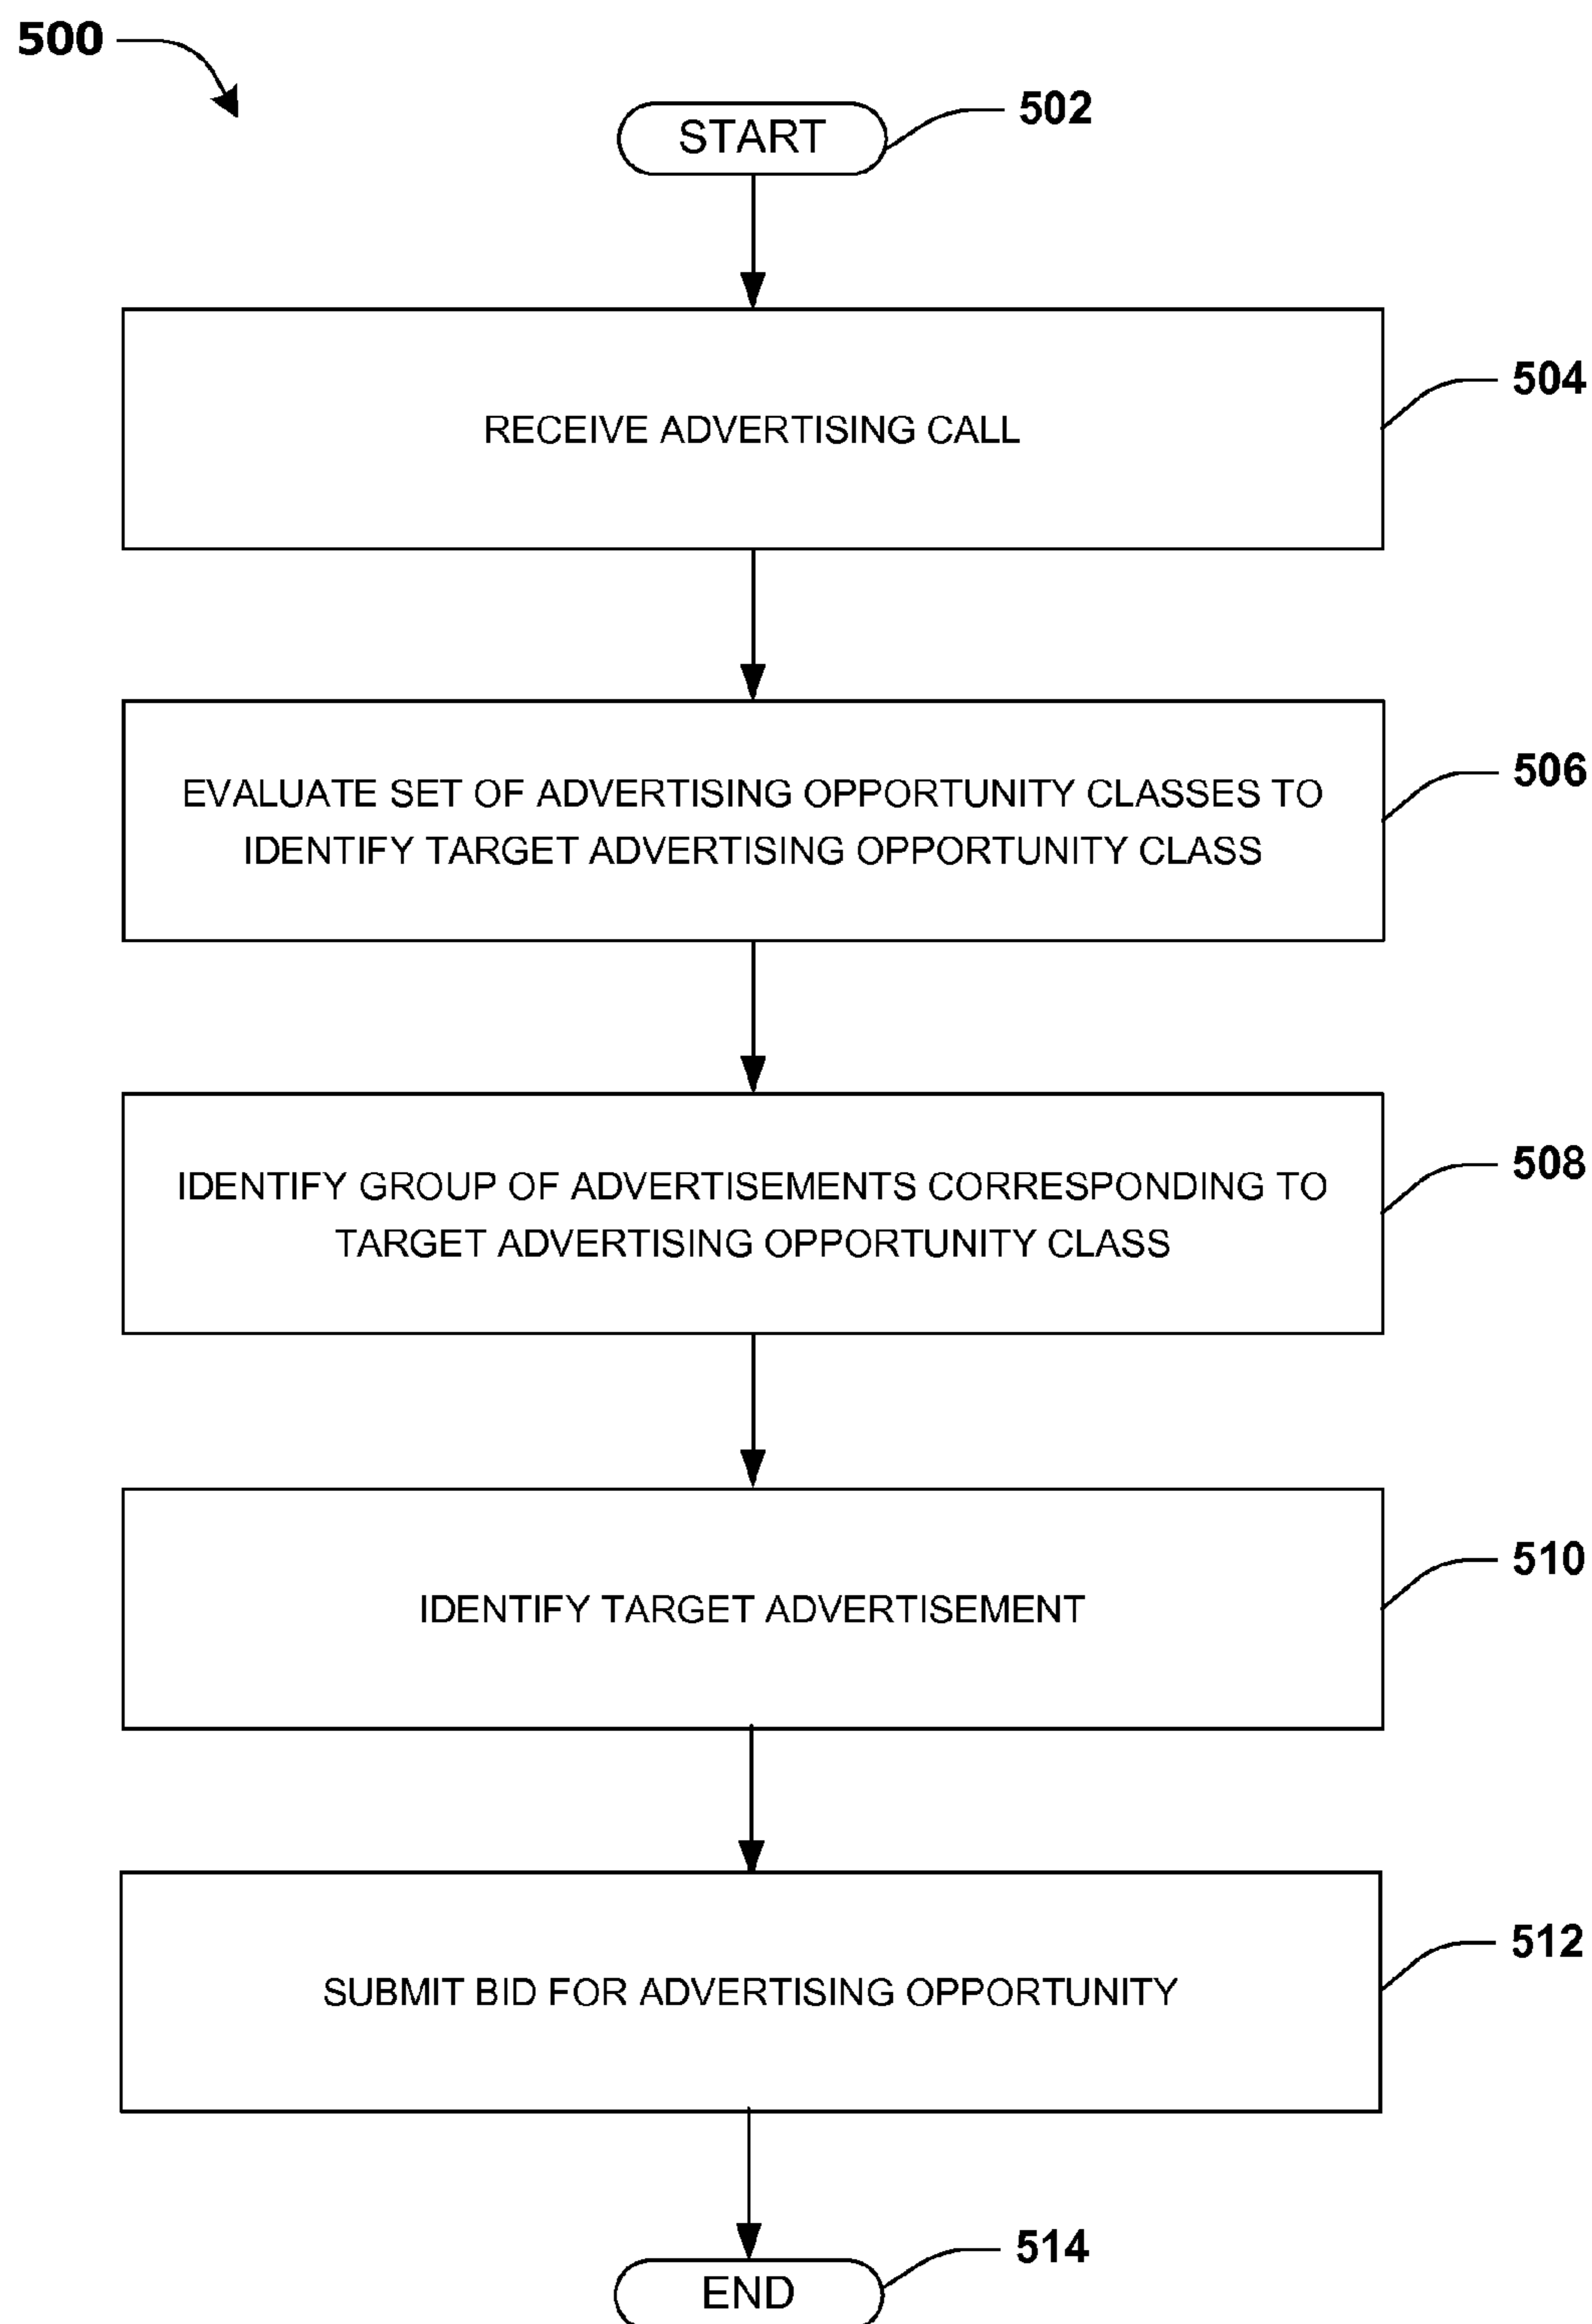 500
START
502
RECEIVE ADVERTISING CALL
504
EVALUATE SET OF ADVERTISING OPPORTUNITY CLASSES TO
IDENTIFY TARGET ADVERTISING OPPORTUNITY CLASS
506
IDENTIFY GROUP OF ADVERTISEMENTS CORRESPONDING TO
TARGET ADVERTISING OPPORTUNITY CLASS
508
IDENTIFY TARGET ADVERTISEMENT
510
SUBMIT BID FOR ADVERTISING OPPORTUNITY
512
END
514